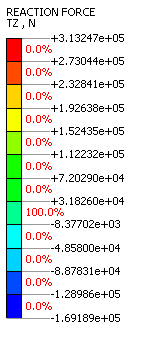 REACTION FORCE
TZ , N
+3.13247e+05
0.0%
+2.73044e+05
0.0%
+2.32841e+05
0.0%
+1.92638e+05
0.0%
+1.52435e+05
0.0%
+1.12232e+05
0.0%
+7.20290e+04
0.0%
+3.18260e+04
100.0%
-8.37702e+03
0.0%
-4.85800e+04
0.0%
-8.87831e+04
0.0%
-1.28986e+05
0.0%
-1.69189e+05